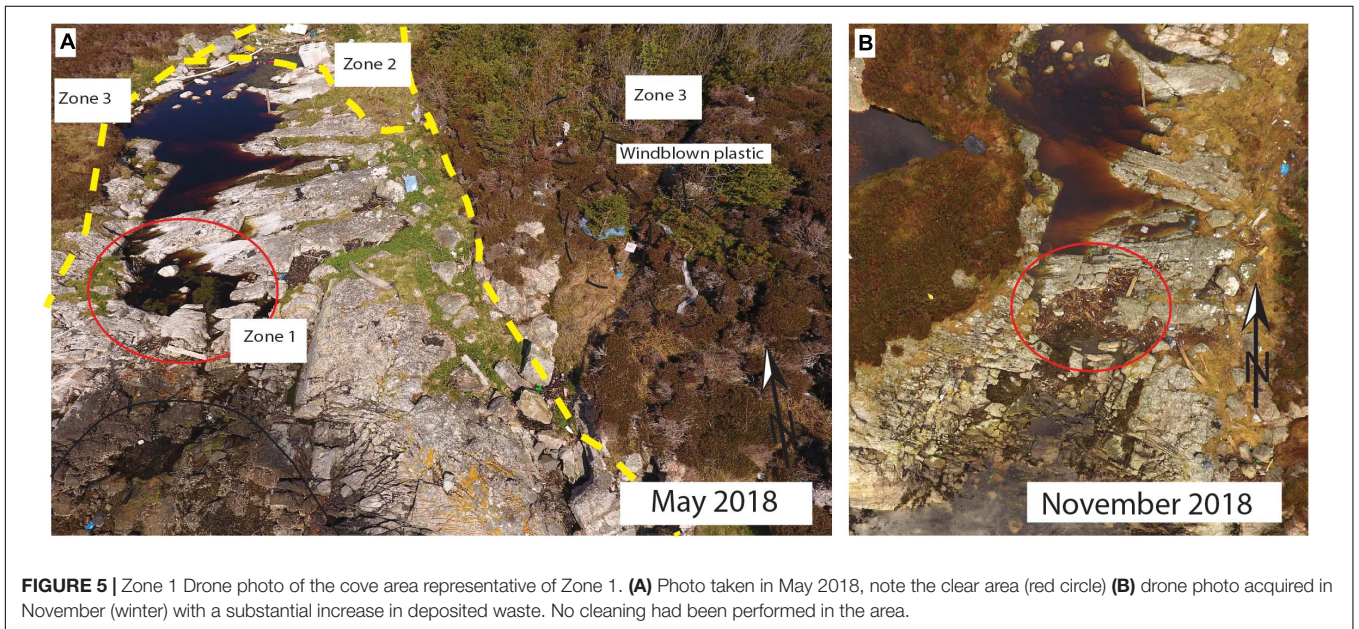 A
Zone 3
Zone 2
Zone 3
Windblown plastic
Zone 1
N
May 2018
B
N
November 2018
FIGURE 5 | Zone 1 Drone photo of the cove area representative of Zone 1. (A) Photo taken in May 2018, note the clear area (red circle) (B) drone photo acquired in
November (winter) with a substantial increase in deposited waste. No cleaning had been performed in the area.